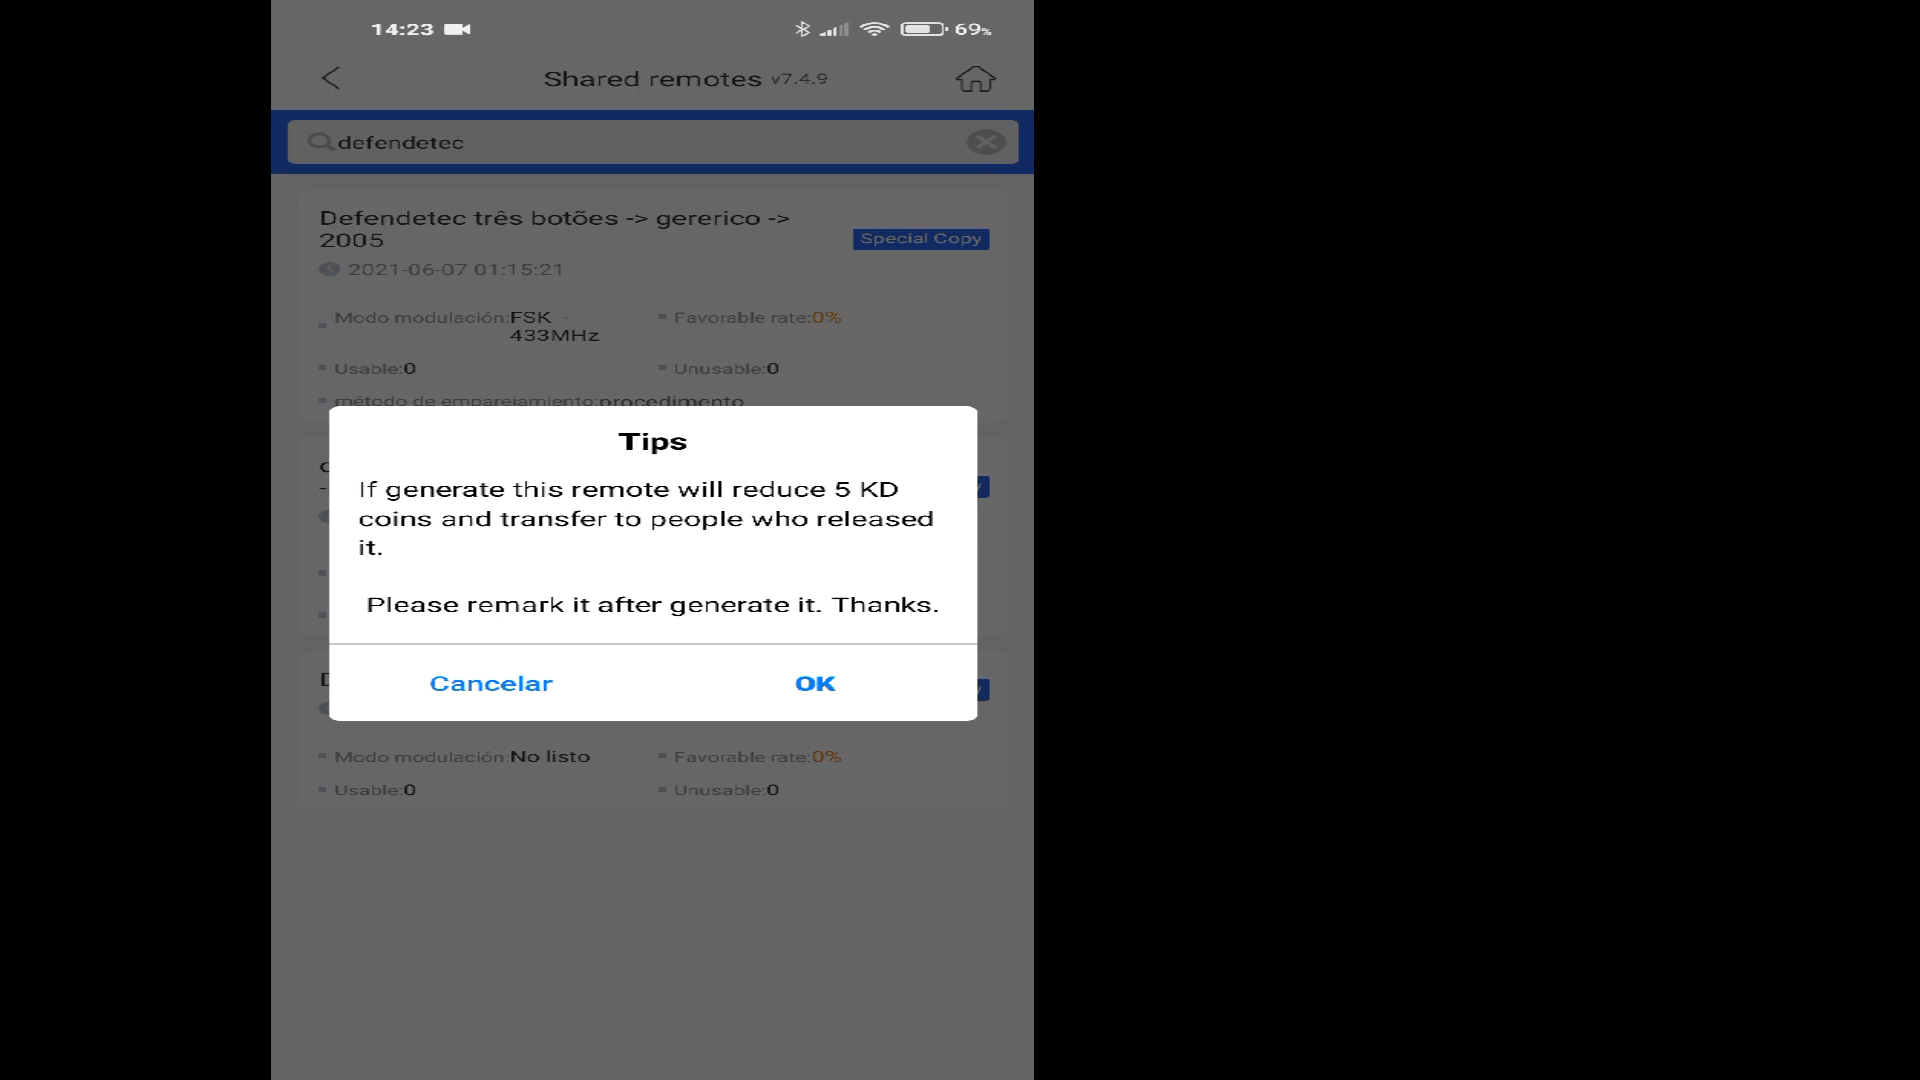 14:23
69%
Shared remotes v7.4.9
defendetec
Defendetec três botões -> gererico ->
2005
Special Copy
2021-06-07 01:15:21
Modo modulación:FSK -
433MHz
Favorable rate:0%
Usable:0
Unusable:0
método de emparejamiento:procedimento
Tips
If generate this remote will reduce 5 KD
coins and transfer to people who released
it.
Please remark it after generate it. Thanks.
Cancelar
OK
Modo modulación:No listo
Favorable rate:0%
Usable:0
Unusable:0